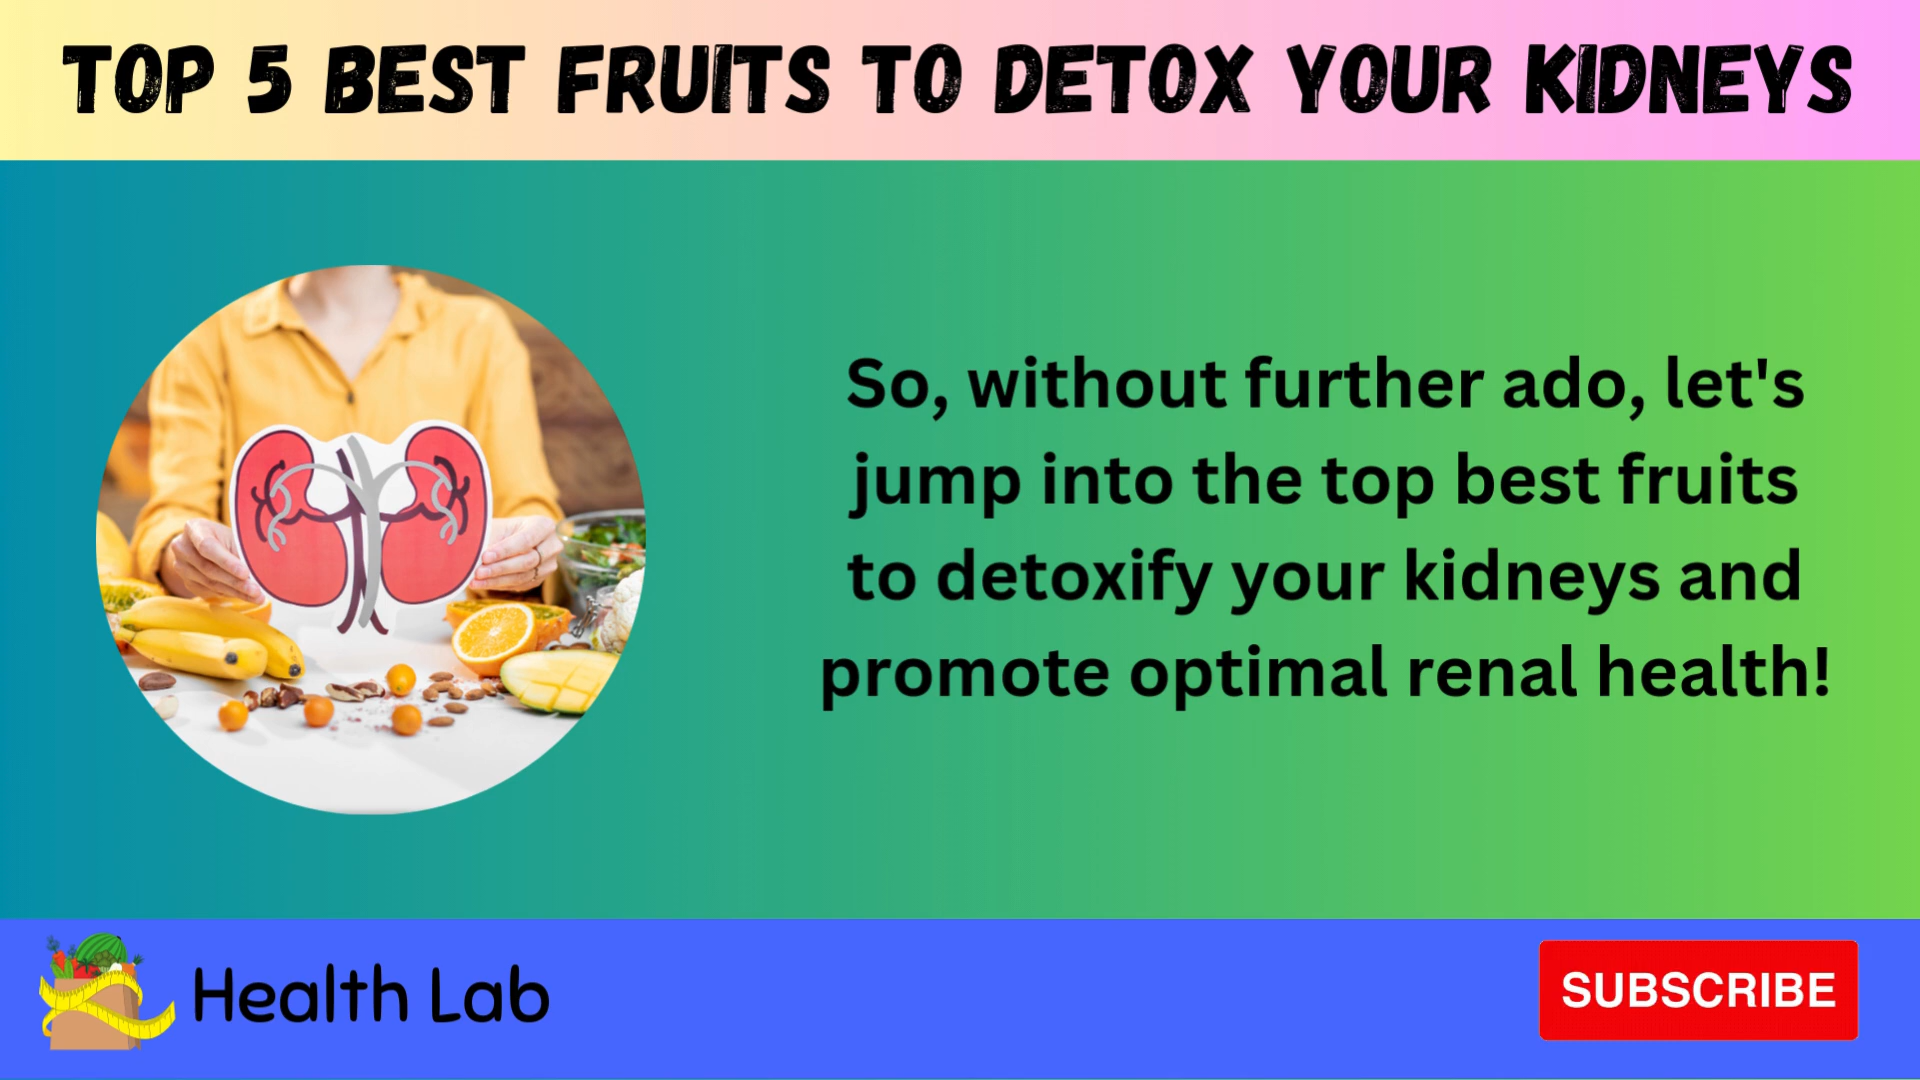 TOP 5 BEST FRUITS TO DETOX YOUR KIDNEYS
So, without further ado, let's
jump into the top best fruits
to detoxify your kidneys and
promote optimal renal health!
Health Lab
SUBSCRIBE